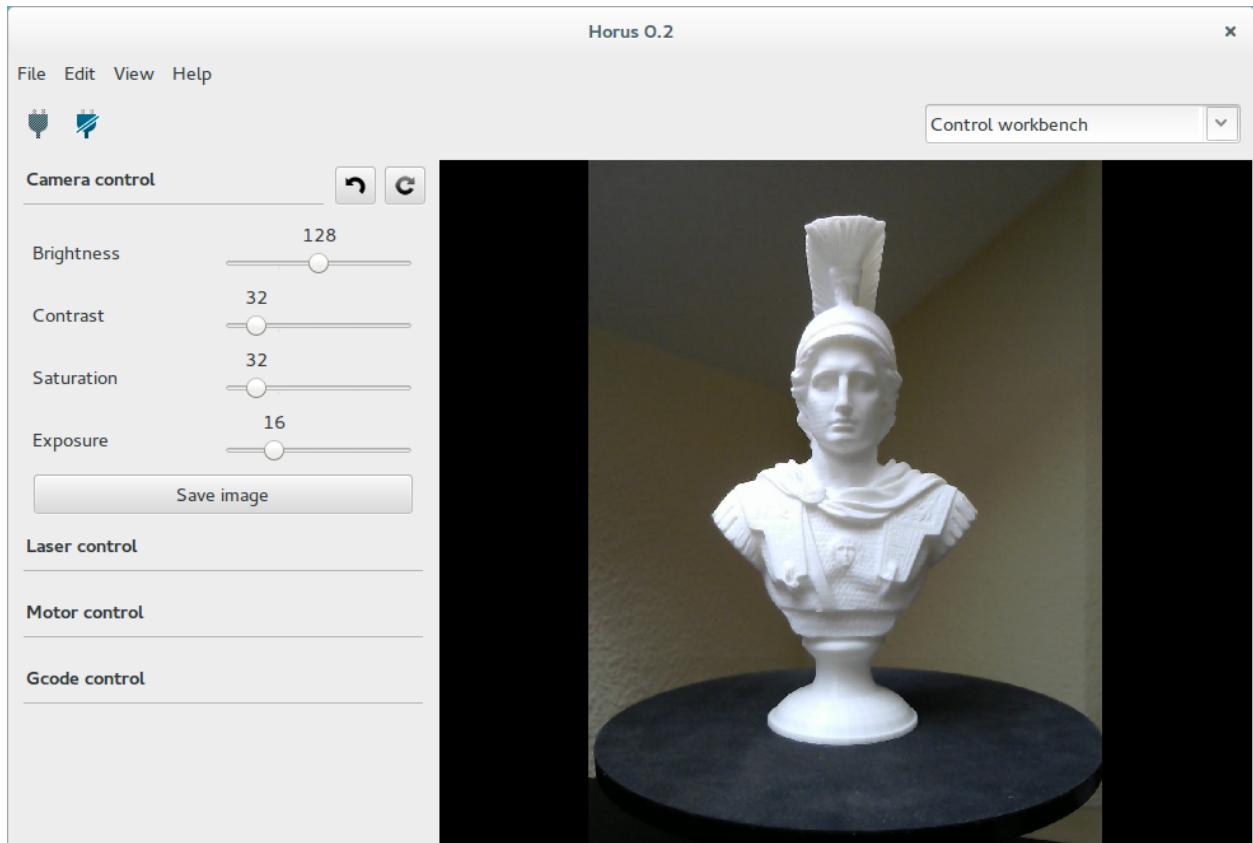 Horus 0.2
File Edit View Help
Control workbench
Camera control
128
Brightness
32
Contrast
32
Saturation
16
Exposure
Save image
Laser control
Motor control
Gcode control